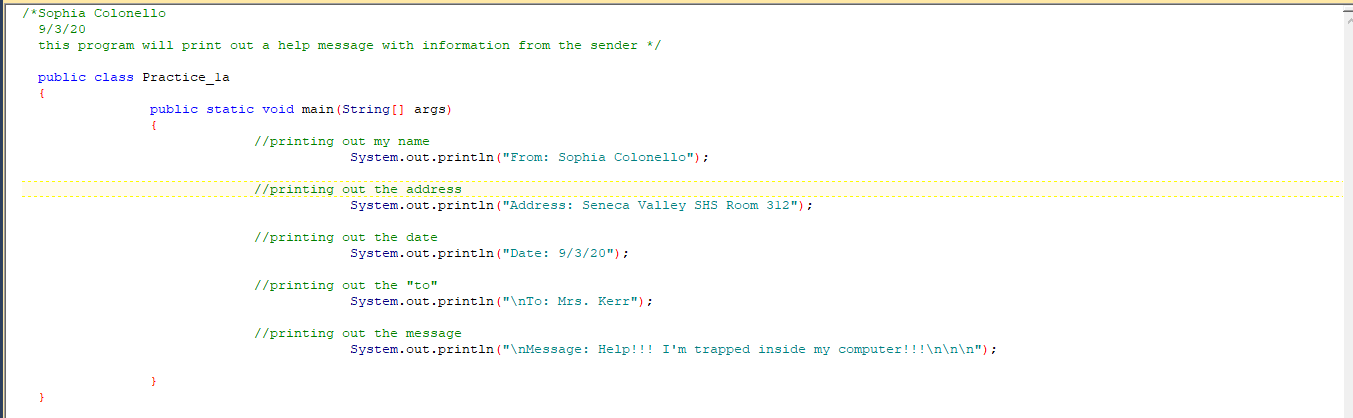 /*Sophia Colonello
9/3/20
this program will print out a help message with information from the sender */
public class Practice_1a
{
public static void main(String[] args)
{
//printing out my name
System.out.println("From: Sophia Colonello");
//printing out the address
System.out.println("Address: Seneca Valley SHS Room 312");
//printing out the date
System.out.println("Date: 9/3/20");
//printing out the "to"
System.out.println("\nTo: Mrs. Kerr");
//printing out the message
System.out.println("\nMessage: Help!!! I'm trapped inside my computer!!!\n\n\n");
}
}